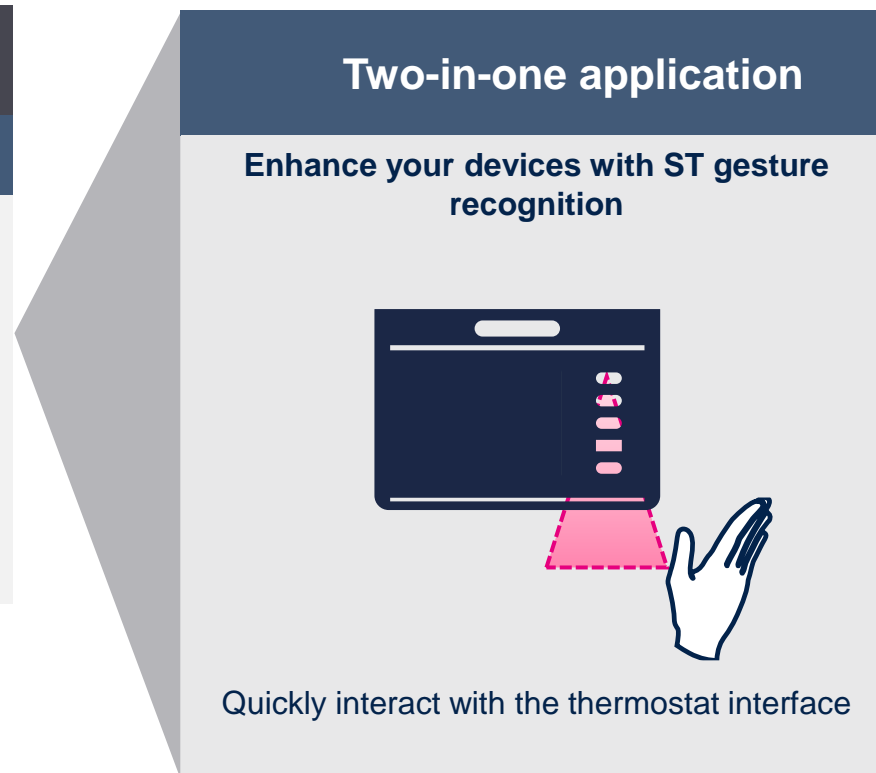 Two-in-one application
Enhance your devices with ST gesture
recognition
Quickly interact with the thermostat interface